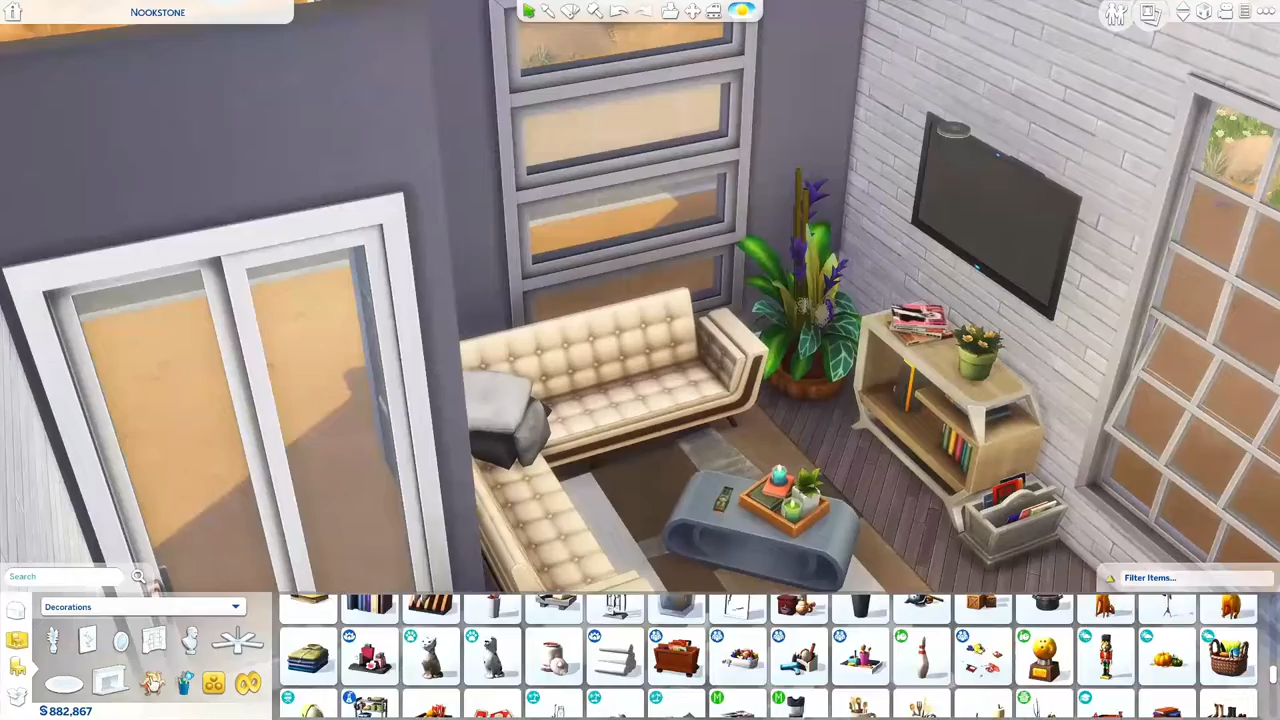 NOOKSTONE
Search
Filter Items...
Decorations
§882,867